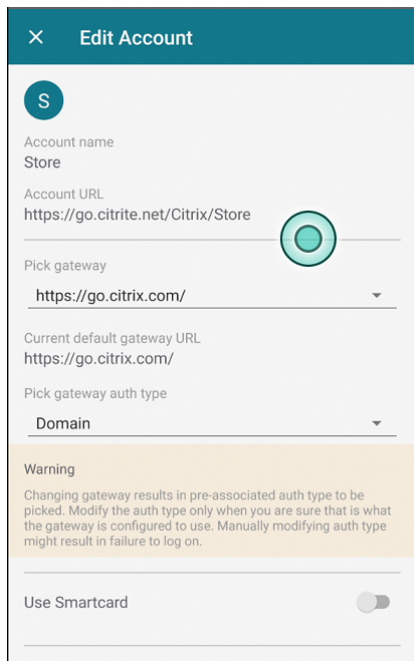 Edit Account
S
Account name
Store
Account URL
https://go.citrite.net/Citrix/Store
Pick gateway
https://go.citrix.com/
Current default gateway URL
https://go.citrix.com/
Pick gateway auth type
Domain
Warning
Changing gateway results in pre-associated auth type to be
picked. Modify the auth type only when you are sure that is what
the gateway is configured to use. Manually modifying auth type
might result in failure to log on.
Use Smartcard